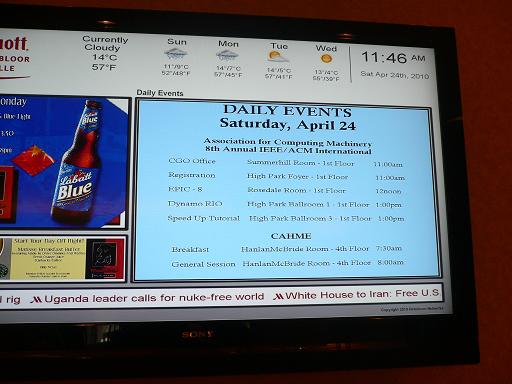 riott
BLOOR
LLE
Currently
Cloudy
14°C
57°F
Sun
11°/9°C
52°/48°F
Mon
14°/7°C
57°/45°F
Tue
14°/5°C
57°/41°F
Wed
13°/4°C
55°/39°F
11:46 AM
Sat Apr 24th, 2010
onday
Blue Light
3.50
Labatt
Blue
Start Your Day Off Right!
Daily Events
DAILY EVENTS
Saturday, April 24
Association for Computing Machinery
8th Annual IEEE/ACM International
CGO Office Summerhill Room - 1st Floor 11:00am
Registration High Park Foyer - 1st Floor 11:00am
EPIC - 8 Rosedale Room - 1st Floor 12noon
Dynamo RIO High Park Ballroom 1 - 1st Floor 1:00pm
Speed Up Tutorial High Park Ballroom 3 - 1st Floor 1:00pm
CAHME
Breakfast HanlanMcBride Room - 4th Floor 7:30am
General Session HanlanMcBride Room - 4th Floor 8:00am
l rig Uganda leader calls for nuke-free world White House to Iran: Free U.S
SONY